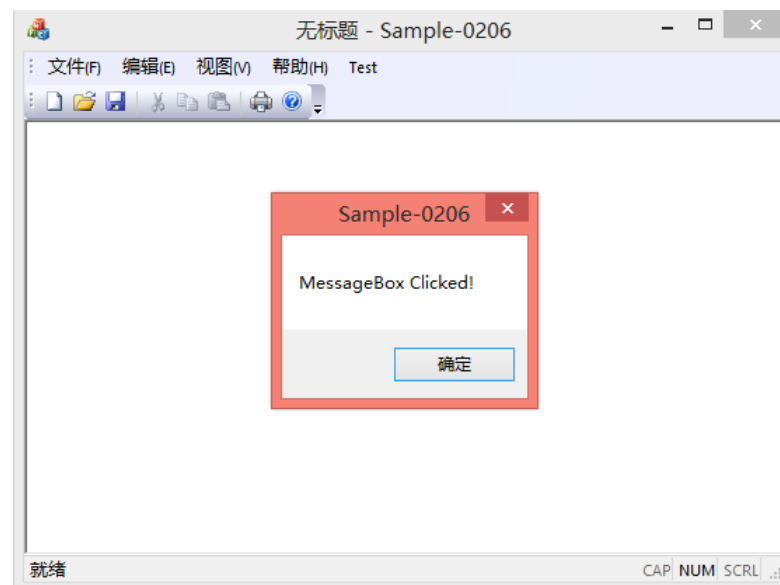 无标题 - Sample-0206
文件(F) 编辑(E) 视图(V) 帮助(H) Test
Sample-0206
MessageBox Clicked!
确定
就绪 CAP NUM SCRL